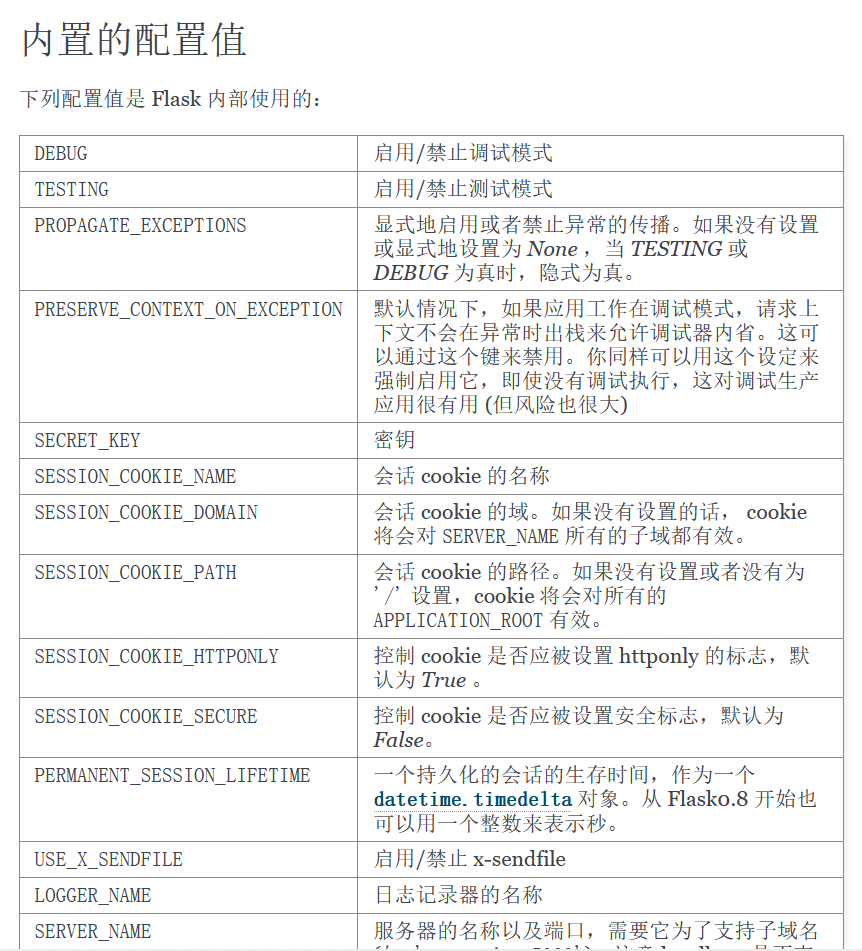 内置的配置值
下列配置值是 Flask 内部使用的：
DEBUG
启用/禁止调试模式
TESTING
启用/禁止测试模式
PROPAGATE_EXCEPTIONS
显式地启用或者禁止异常的传播。如果没有设置
或显式地设置为 None ，当 TESTING 或
DEBUG 为真时，隐式为真。
PRESERVE_CONTEXT_ON_EXCEPTION
默认情况下，如果应用工作在调试模式，请求上
下文不会在异常时出栈来允许调试器内省。这可
以通过这个键来禁用。你同样可以用这个设定来
强制启用它，即使没有调试执行，这对调试生产
应用很有用 (但风险也很大)
SECRET_KEY
密钥
SESSION_COOKIE_NAME
会话 cookie 的名称
SESSION_COOKIE_DOMAIN
会话 cookie 的域。如果没有设置的话， cookie
将会对 SERVER_NAME 所有的子域都有效。
SESSION_COOKIE_PATH
会话 cookie 的路径。如果没有设置或者没有为
'/' 设置，cookie 将会对所有的
APPLICATION_ROOT 有效。
SESSION_COOKIE_HTTPONLY
控制 cookie 是否应被设置 httponly 的标志，默
认为 True 。
SESSION_COOKIE_SECURE
控制 cookie 是否应被设置安全标志，默认为
False。
PERMANENT_SESSION_LIFETIME
一个持久化的会话的生存时间，作为一个
datetime.timedelta 对象。从 Flask0.8 开始也
可以用一个整数来表示秒。
USE_X_SENDFILE
启用/禁止 x-sendfile
LOGGER_NAME
日志记录器的名称
SERVER_NAME
服务器的名称以及端口，需要它为了支持子域名